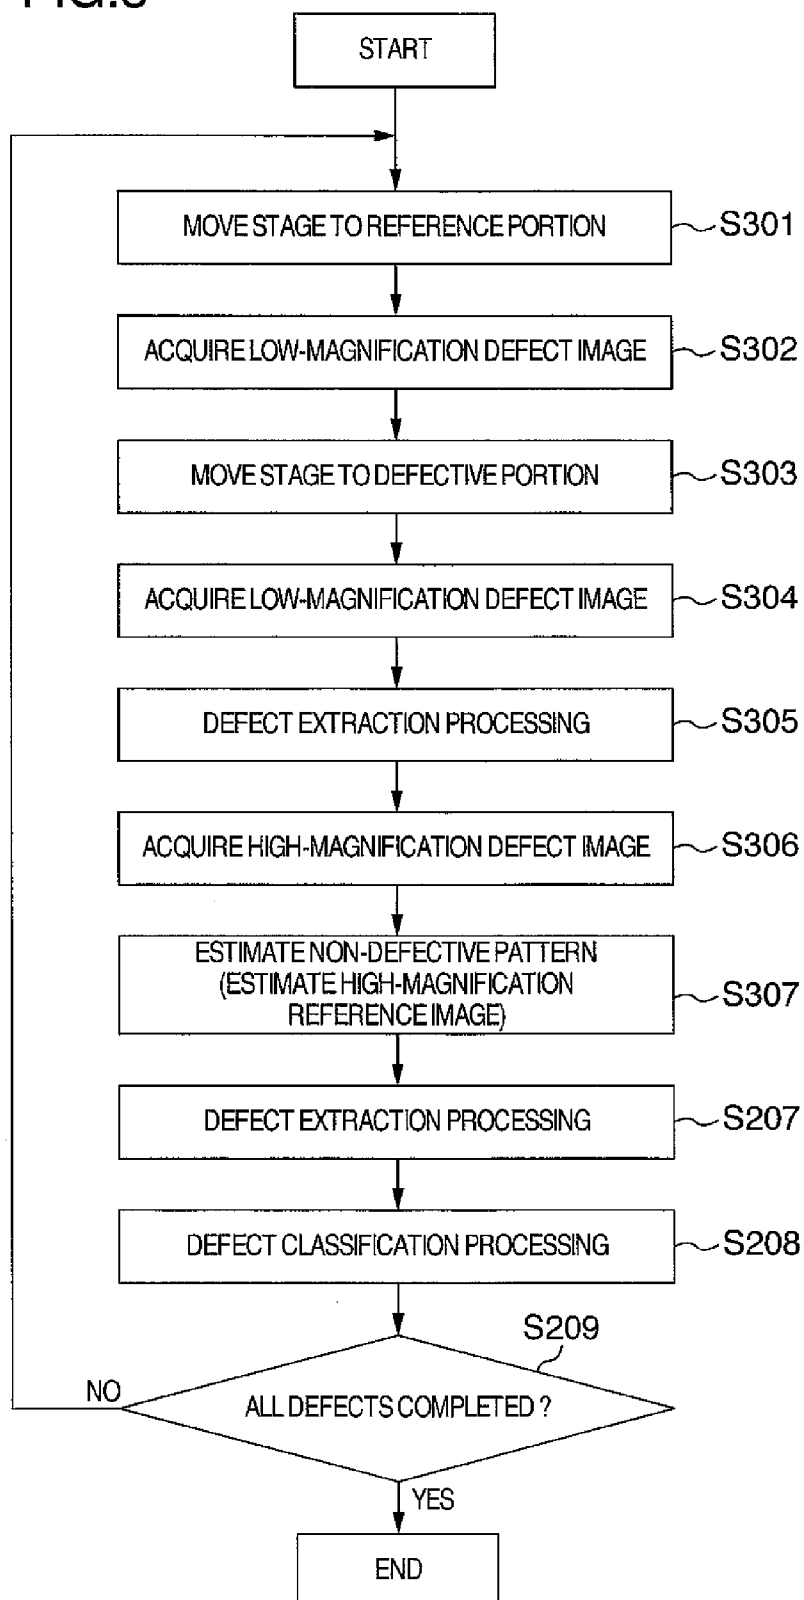 START
MOVE STAGE TO REFERENCE PORTION
S301
ACQUIRE LOW-MAGNIFICATION DEFECT IMAGE
S302
MOVE STAGE TO DEFECTIVE PORTION
S303
ACQUIRE LOW-MAGNIFICATION DEFECT IMAGE
S304
DEFECT EXTRACTION PROCESSING
S305
ACQUIRE HIGH-MAGNIFICATION DEFECT IMAGE
S306
ESTIMATE NON-DEFECTIVE PATTERN
(ESTIMATE HIGH-MAGNIFICATION
REFERENCE IMAGE)
S307
DEFECT EXTRACTION PROCESSING
S207
DEFECT CLASSIFICATION PROCESSING
S208
S209
ALL DEFECTS COMPLETED ?
NO
YES
END